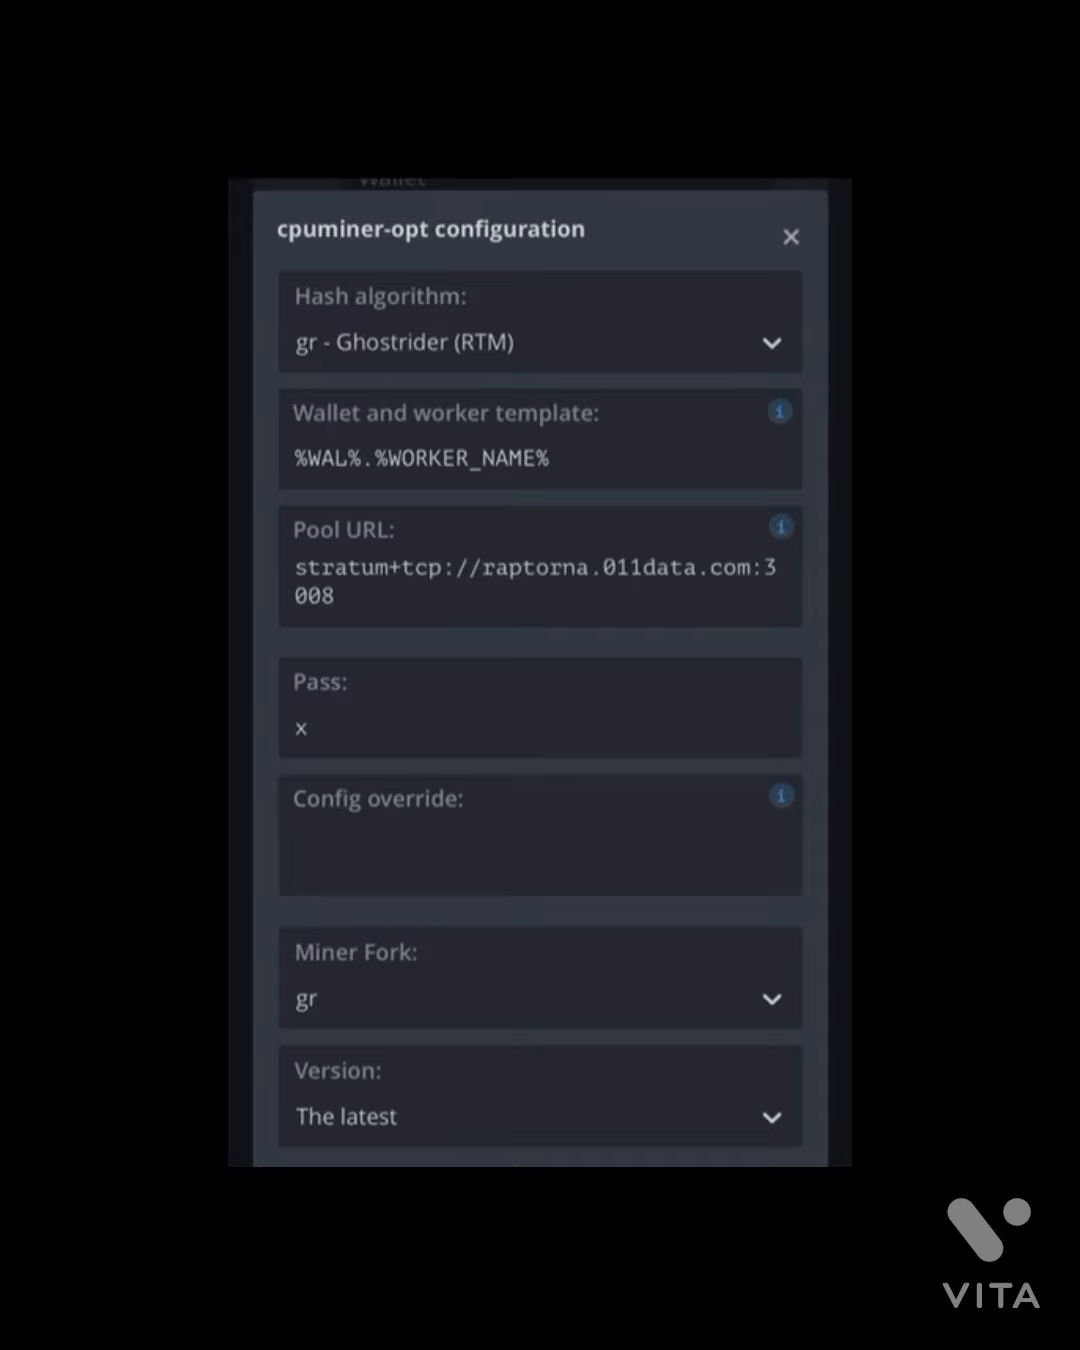 Wallet
cpuminer-opt configuration
Hash algorithm:
gr - Ghostrider (RTM)
Wallet and worker template:
%WAL%.%WORKER_NAME%
Pool URL:
stratum+tcp://raptorna.011data.com:3
008
Pass:
x
Config override:
Miner Fork:
gr
Version:
The latest
VITA